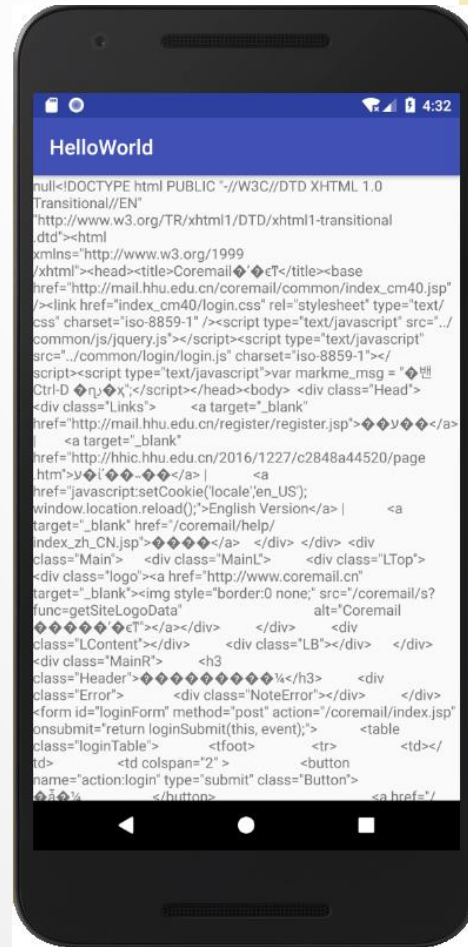 4:32
HelloWorld
null<!DOCTYPE html PUBLIC "-//W3C//DTD XHTML 1.0
Transitional//EN"
"http://www.w3.org/TR/xhtml1/DTD/xhtml1-transitional
.dtd"><html
xmlns="http://www.w3.org/1999
/xhtml"><head><title>Coremail�ʻ�ϵͳ</title><base
href="http://mail.hhu.edu.cn/coremail/common/index_cm40.jsp"
/><link href="index_cm40/login.css" rel="stylesheet" type="text/
css" charset="iso-8859-1" /><script type="text/javascript" src="../
common/js/jquery.js"></script><script type="text/javascript"
src="../common/login/login.js" charset="iso-8859-1"></
script><script type="text/javascript">var markme_msg = "�밴
Ctrl-D �ղ�ҳ";</script></head><body> <div class="Head">
<div class="Links"> <a target="_blank"
href="http://mail.hhu.edu.cn/register/register.jsp">��ע��</a>
| <a target="_blank"
href="http://hhic.hhu.edu.cn/2016/1227/c2848a44520/page
.htm">
</a> | <a
href="javascript:setCookie('locale','en_US');
window.location.reload();">English Version</a> | <a
target="_blank" href="/coremail/help/
index_zh_CN.jsp">����</a> </div> </div> <div
class="Main"> <div class="MainL"> <div class="LTop">
<div class="logo"><a href="http://www.coremail.cn"
target="_blank"><img style="border:0 none;" src="/coremail/s?
func=getSiteLogoData" alt="Coremail
�����ʻ�ϵͳ"></a></div> </div> <div
class="LContent"></div> <div class="LB"></div> </div>
<div class="MainR"> <h3
class="Header">���������¼</h3> <div
class="Error"> <div class="NoteError"></div> </div>
<form id="loginForm" method="post" action="/coremail/index.jsp"
onsubmit="return loginSubmit(this, event);"> <table
class="loginTable"> <tfoot> <tr> <td></
td> <td colspan="2" > <button
name="action:login" type="submit" class="Button">
</button> <a href="/